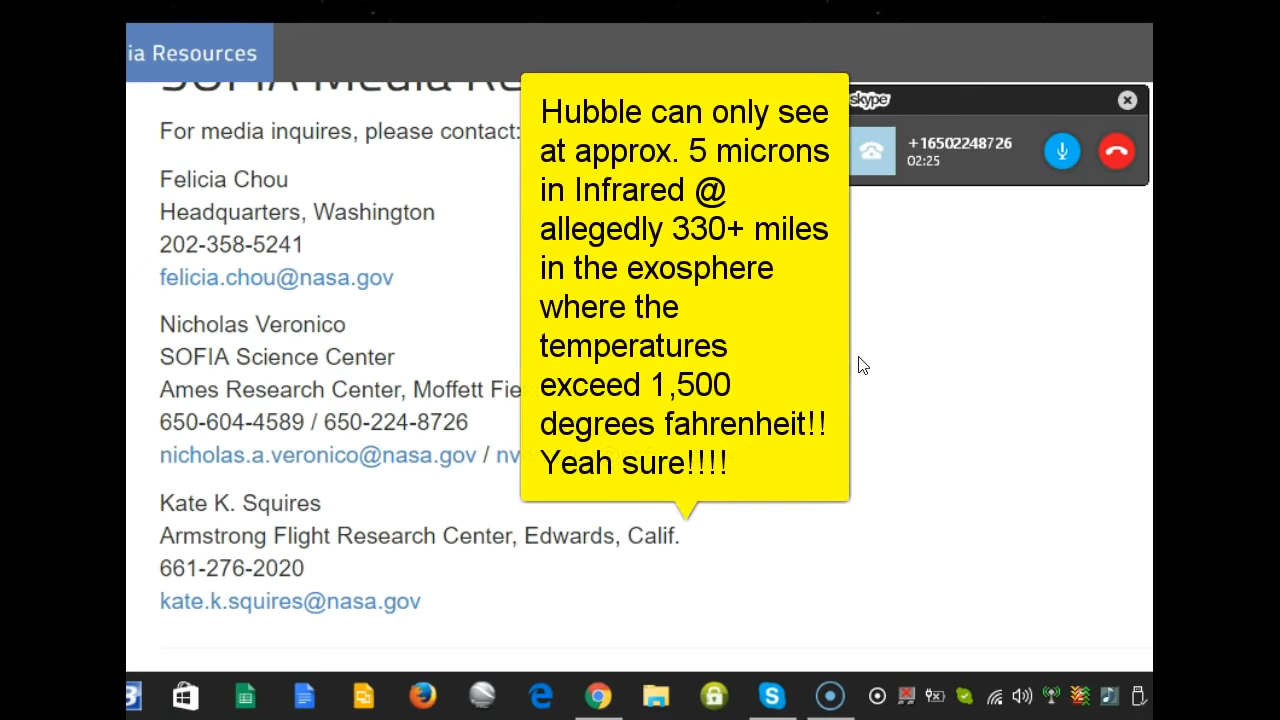 ia Resources
SOFIA Media Re
For media inquires, please contact:
Felicia Chou
Headquarters, Washington
202-358-5241
felicia.chou@nasa.gov
Nicholas Veronico
SOFIA Science Center
Ames Research Center, Moffett Fie
650-604-4589 / 650-224-8726
nicholas.a.veronico@nasa.gov / nv
Kate K. Squires
Armstrong Flight Research Center, Edwards, Calif.
661-276-2020
kate.k.squires@nasa.gov
Hubble can only see
at approx. 5 microns
in Infrared @
allegedly 330+ miles
in the exosphere
where the
temperatures
exceed 1,500
degrees fahrenheit!!
Yeah sure!!!!
skype
+16502248726
02:25